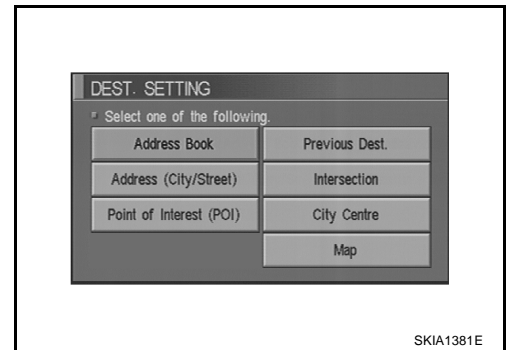 DEST. SETTING
Select one of the following.
Address Book
Previous Dest.
Address (City/Street)
Intersection
Point of Interest (POI)
City Centre
Map
SKIA1381E